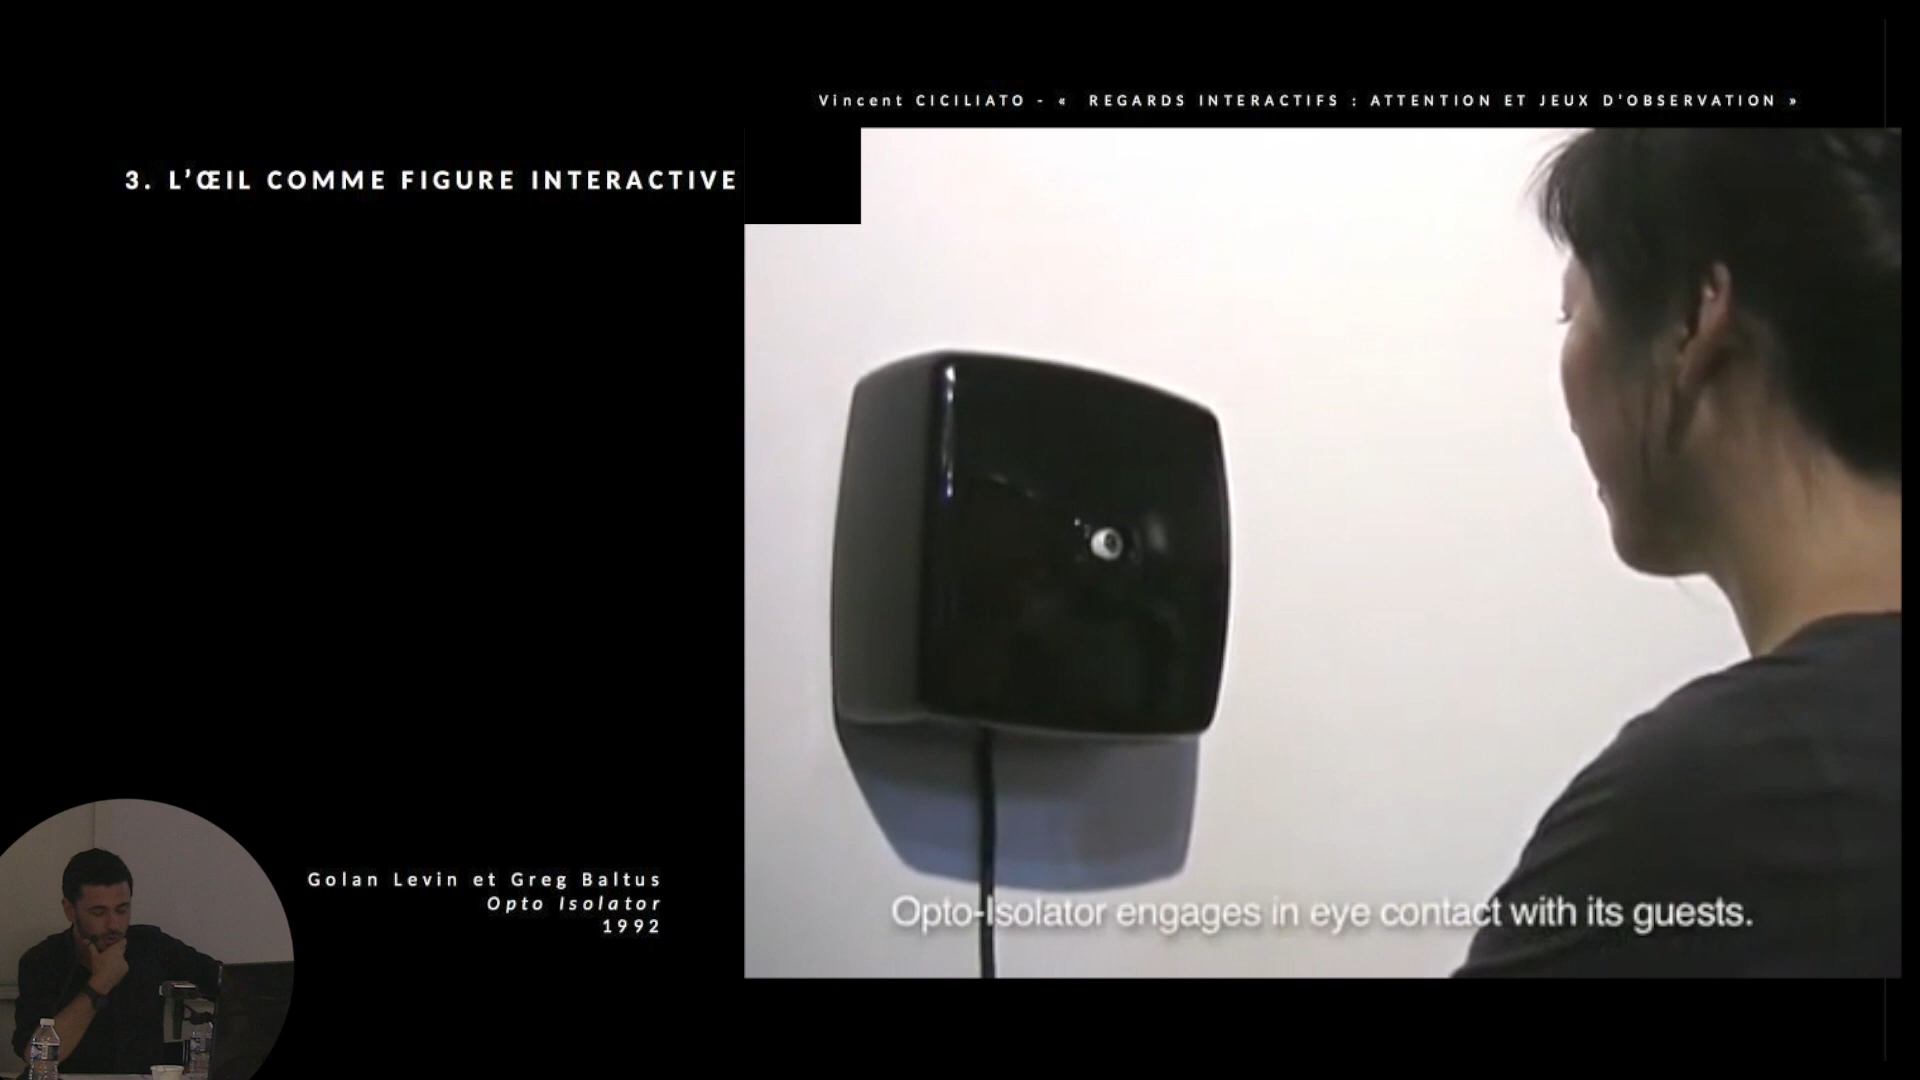 Vincent CICILIATO - « REGARDS INTERACTIFS : ATTENTION ET JEUX D’OBSERVATION »
3. L’ŒIL COMME FIGURE INTERACTIVE
Golan Levin et Greg Baltus
Opto Isolator
1992
Opto-Isolator engages in eye contact with its guests.